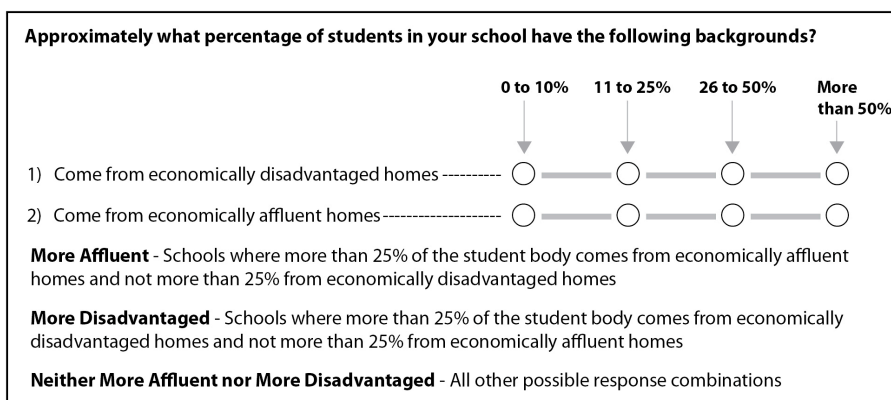 Approximately what percentage of students in your school have the following backgrounds?
0 to 10% 11 to 25% 26 to 50% More
than 50%
1) Come from economically disadvantaged homes ----------
2) Come from economically affluent homes--------------------
More Affluent - Schools where more than 25% of the student body comes from economically affluent
homes and not more than 25% from economically disadvantaged homes
More Disadvantaged - Schools where more than 25% of the student body comes from economically
disadvantaged homes and not more than 25% from economically affluent homes
Neither More Affluent nor More Disadvantaged - All other possible response combinations